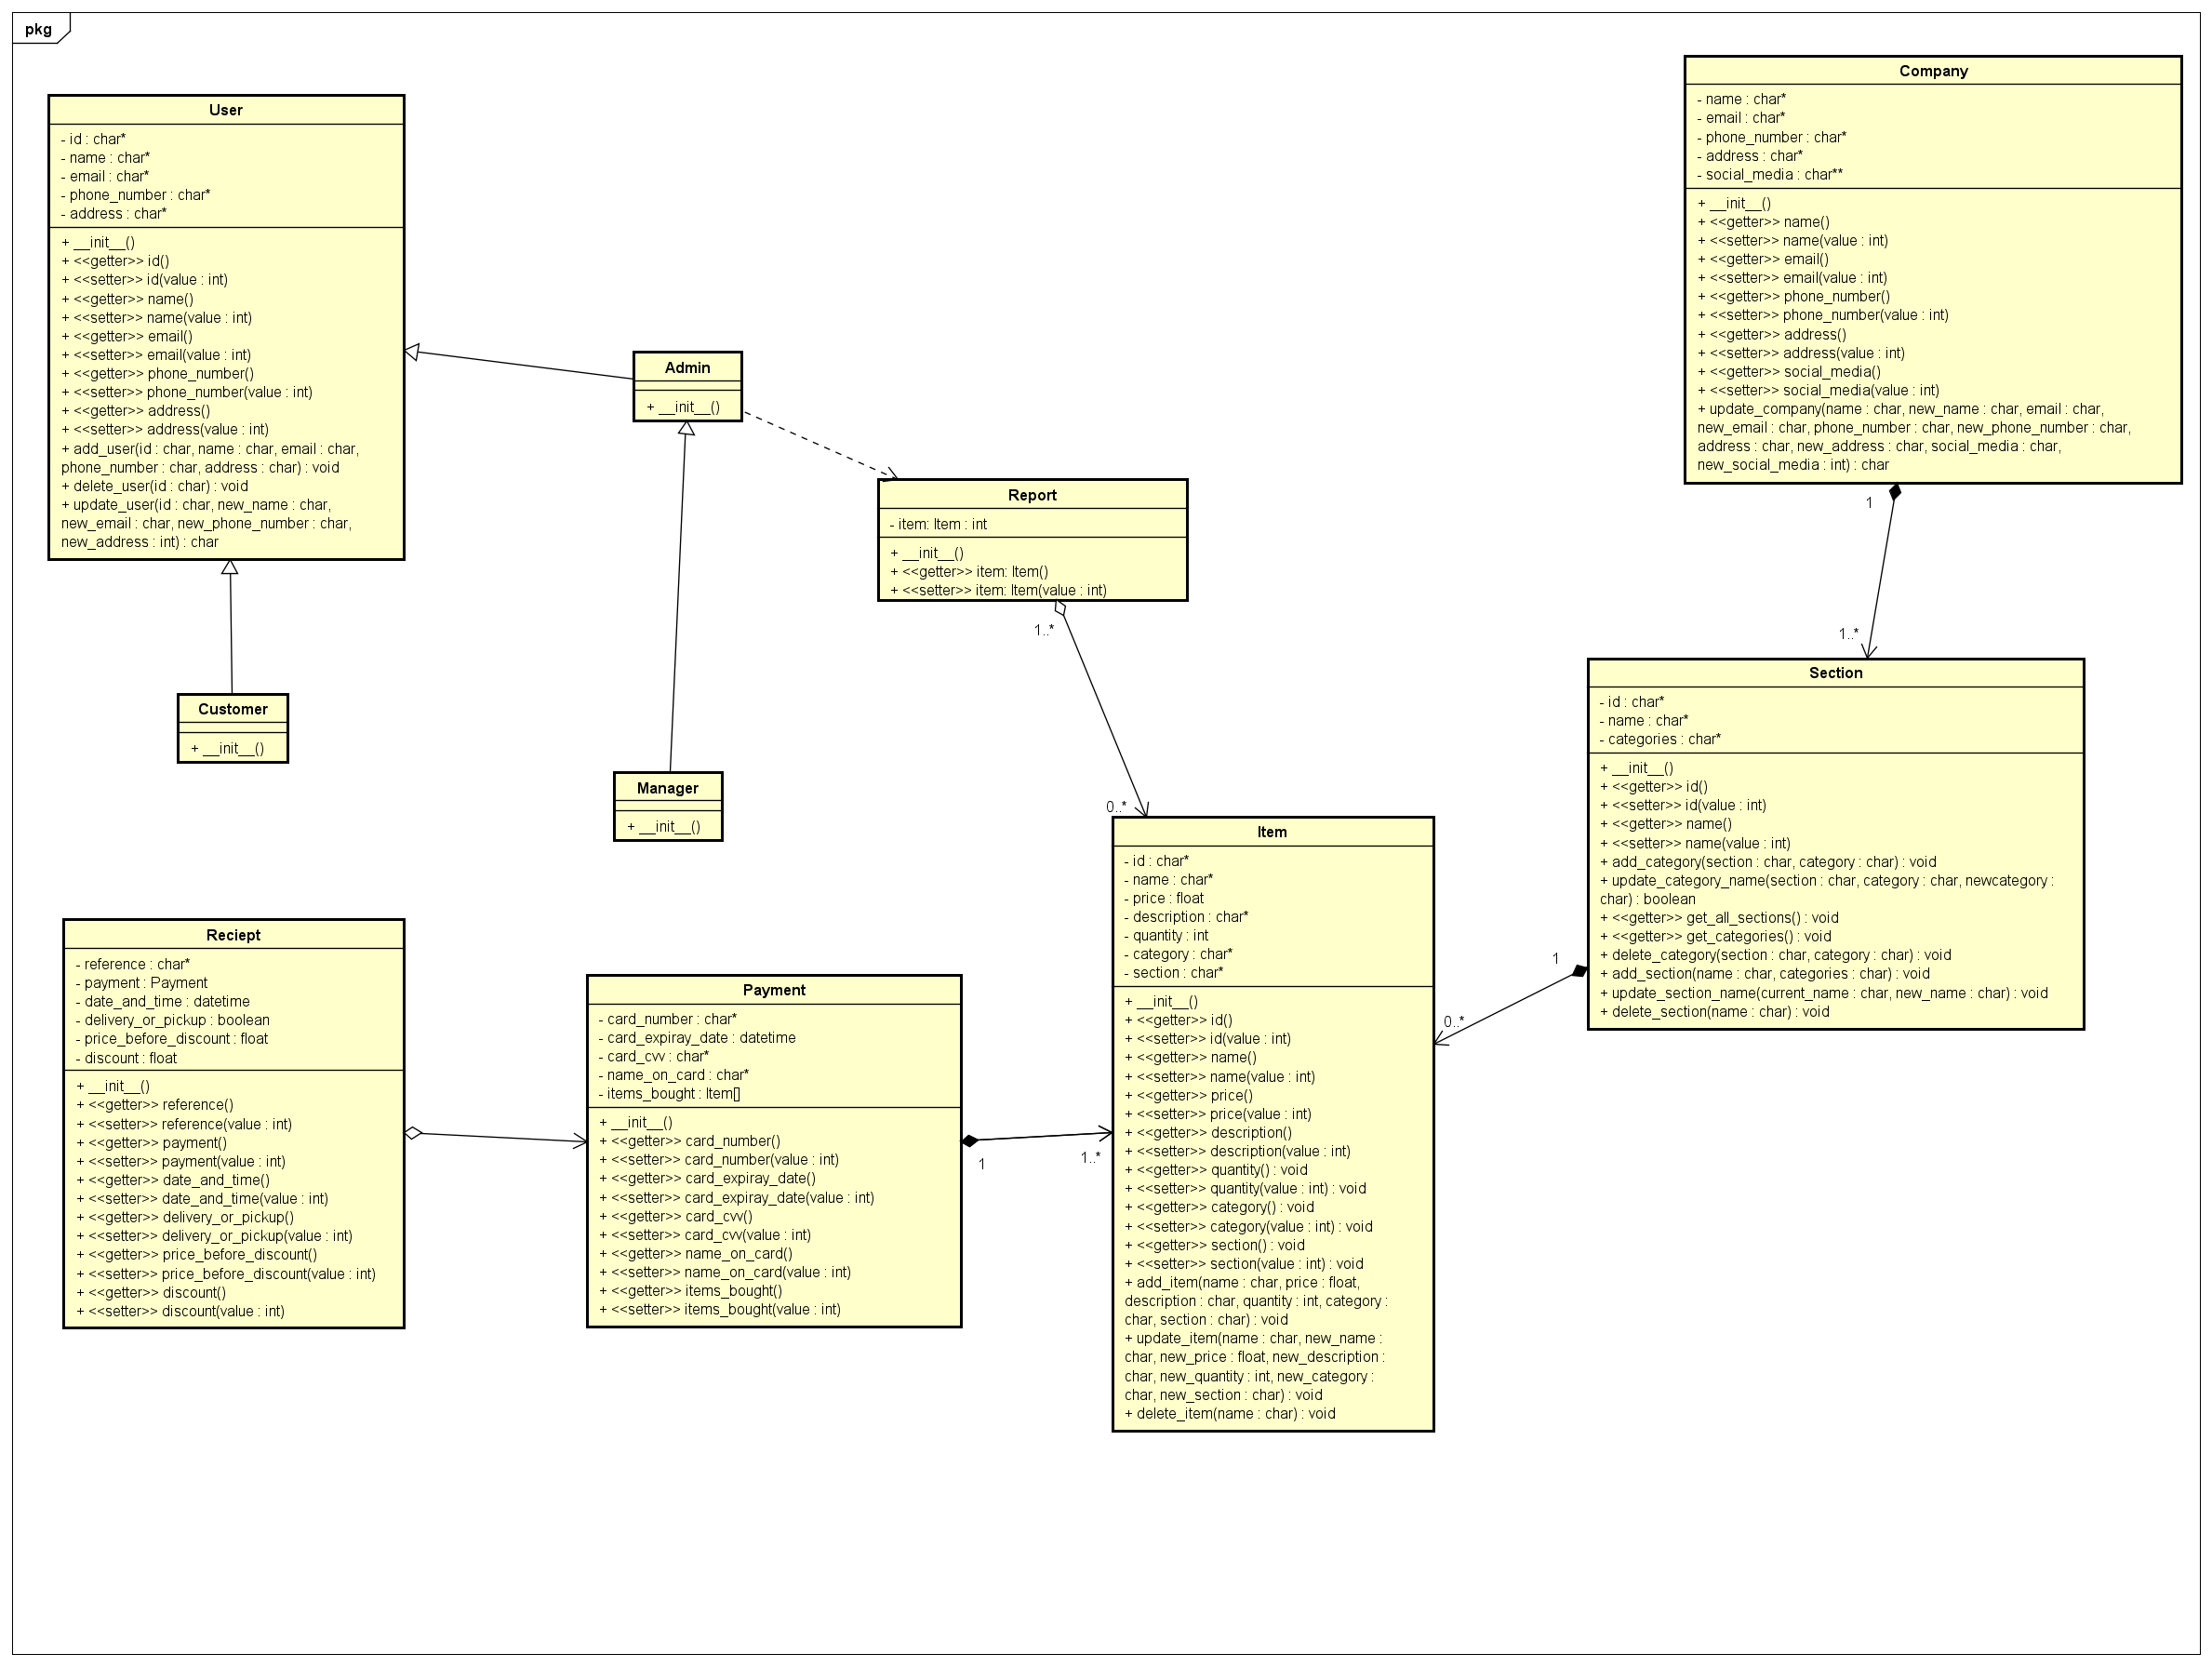 pkg
User
- id : char*
- name : char*
- email : char*
- phone_number : char*
- address : char*
+ __init__()
+ <<getter>> id()
+ <<setter>> id(value : int)
+ <<getter>> name()
+ <<setter>> name(value : int)
+ <<getter>> email()
+ <<setter>> email(value : int)
+ <<getter>> phone_number()
+ <<setter>> phone_number(value : int)
+ <<getter>> address()
+ <<setter>> address(value : int)
+ add_user(id : char, name : char, email : char,
phone_number : char, address : char) : void
+ delete_user(id : char) : void
+ update_user(id : char, new_name : char,
new_email : char, new_phone_number : char,
new_address : int) : char
Admin
+ __init__()
Report
- item: Item : int
+ __init__()
+ <<getter>> item: Item()
+ <<setter>> item: Item(value : int)
1..*
0..*
Company
- name : char*
- email : char*
- phone_number : char*
- address : char*
- social_media : char**
+ __init__()
+ <<getter>> name()
+ <<setter>> name(value : int)
+ <<getter>> email()
+ <<setter>> email(value : int)
+ <<getter>> phone_number()
+ <<setter>> phone_number(value : int)
+ <<getter>> address()
+ <<setter>> address(value : int)
+ <<getter>> social_media()
+ <<setter>> social_media(value : int)
+ update_company(name : char, new_name : char, email : char,
new_email : char, phone_number : char, new_phone_number : char,
address : char, new_address : char, social_media : char,
new_social_media : int) : char
1
1..*
Customer
+ __init__()
Manager
+ __init__()
Section
- id : char*
- name : char*
- categories : char*
+ __init__()
+ <<getter>> id()
+ <<setter>> id(value : int)
+ <<getter>> name()
+ <<setter>> name(value : int)
+ add_category(section : char, category : char) : void
+ update_category_name(section : char, category : char, newcategory :
char) : boolean
+ <<getter>> get_all_sections() : void
+ <<getter>> get_categories() : void
+ delete_category(section : char, category : char) : void
+ add_section(name : char, categories : char) : void
+ update_section_name(current_name : char, new_name : char) : void
+ delete_section(name : char) : void
1
0..*
Reciept
- reference : char*
- payment : Payment
- date_and_time : datetime
- delivery_or_pickup : boolean
- price_before_discount : float
- discount : float
+ __init__()
+ <<getter>> reference()
+ <<setter>> reference(value : int)
+ <<getter>> payment()
+ <<setter>> payment(value : int)
+ <<getter>> date_and_time()
+ <<setter>> date_and_time(value : int)
+ <<getter>> delivery_or_pickup()
+ <<setter>> delivery_or_pickup(value : int)
+ <<getter>> price_before_discount()
+ <<setter>> price_before_discount(value : int)
+ <<getter>> discount()
+ <<setter>> discount(value : int)
Payment
- card_number : char*
- card_expiray_date : datetime
- card_cvv : char*
- name_on_card : char*
- items_bought : Item[]
+ __init__()
+ <<getter>> card_number()
+ <<setter>> card_number(value : int)
+ <<getter>> card_expiray_date()
+ <<setter>> card_expiray_date(value : int)
+ <<getter>> card_cvv()
+ <<setter>> card_cvv(value : int)
+ <<getter>> name_on_card()
+ <<setter>> name_on_card(value : int)
+ <<getter>> items_bought()
+ <<setter>> items_bought(value : int)
1
1..*
Item
- id : char*
- name : char*
- price : float
- description : char*
- quantity : int
- category : char*
- section : char*
+ __init__()
+ <<getter>> id()
+ <<setter>> id(value : int)
+ <<getter>> name()
+ <<setter>> name(value : int)
+ <<getter>> price()
+ <<setter>> price(value : int)
+ <<getter>> description()
+ <<setter>> description(value : int)
+ <<getter>> quantity() : void
+ <<setter>> quantity(value : int) : void
+ <<getter>> category() : void
+ <<setter>> category(value : int) : void
+ <<getter>> section() : void
+ <<setter>> section(value : int) : void
+ add_item(name : char, price : float,
description : char, quantity : int, category :
char, section : char) : void
+ update_item(name : char, new_name :
char, new_price : float, new_description :
char, new_quantity : int, new_category :
char, new_section : char) : void
+ delete_item(name : char) : void